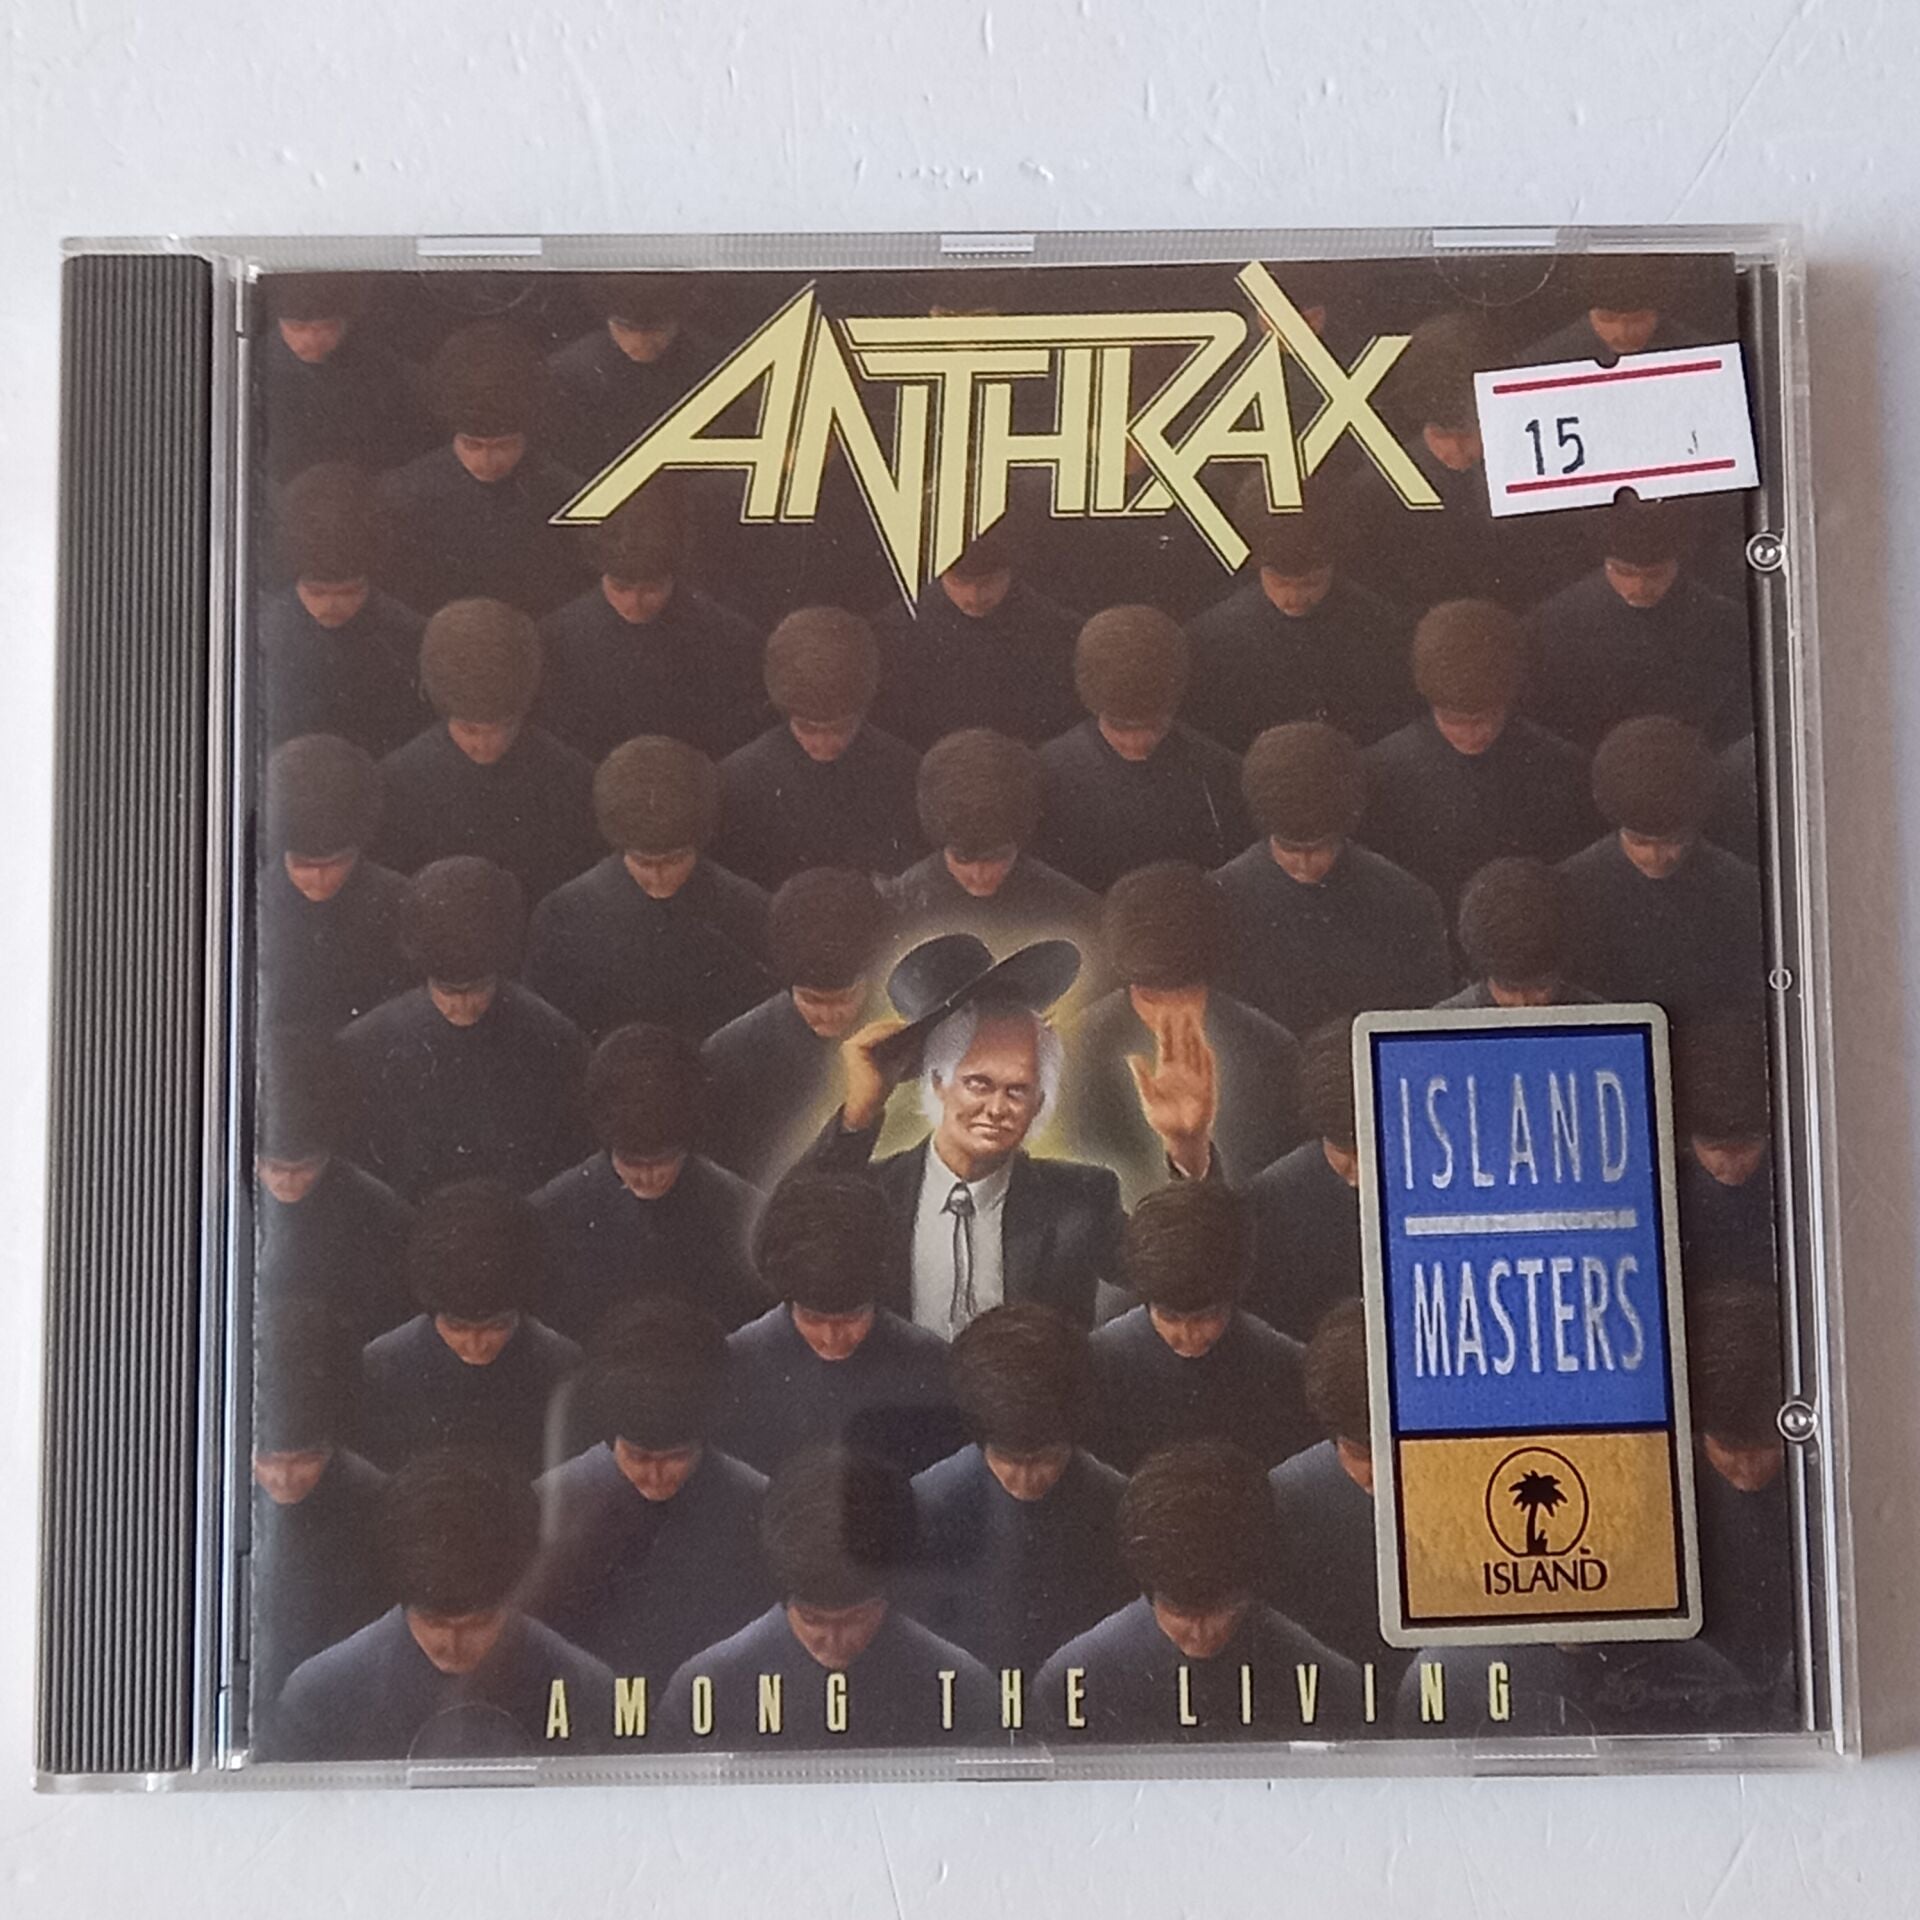 ANTHRAX
15
ISLAND
MASTERS
ISLAND
AMONG THE LIVING